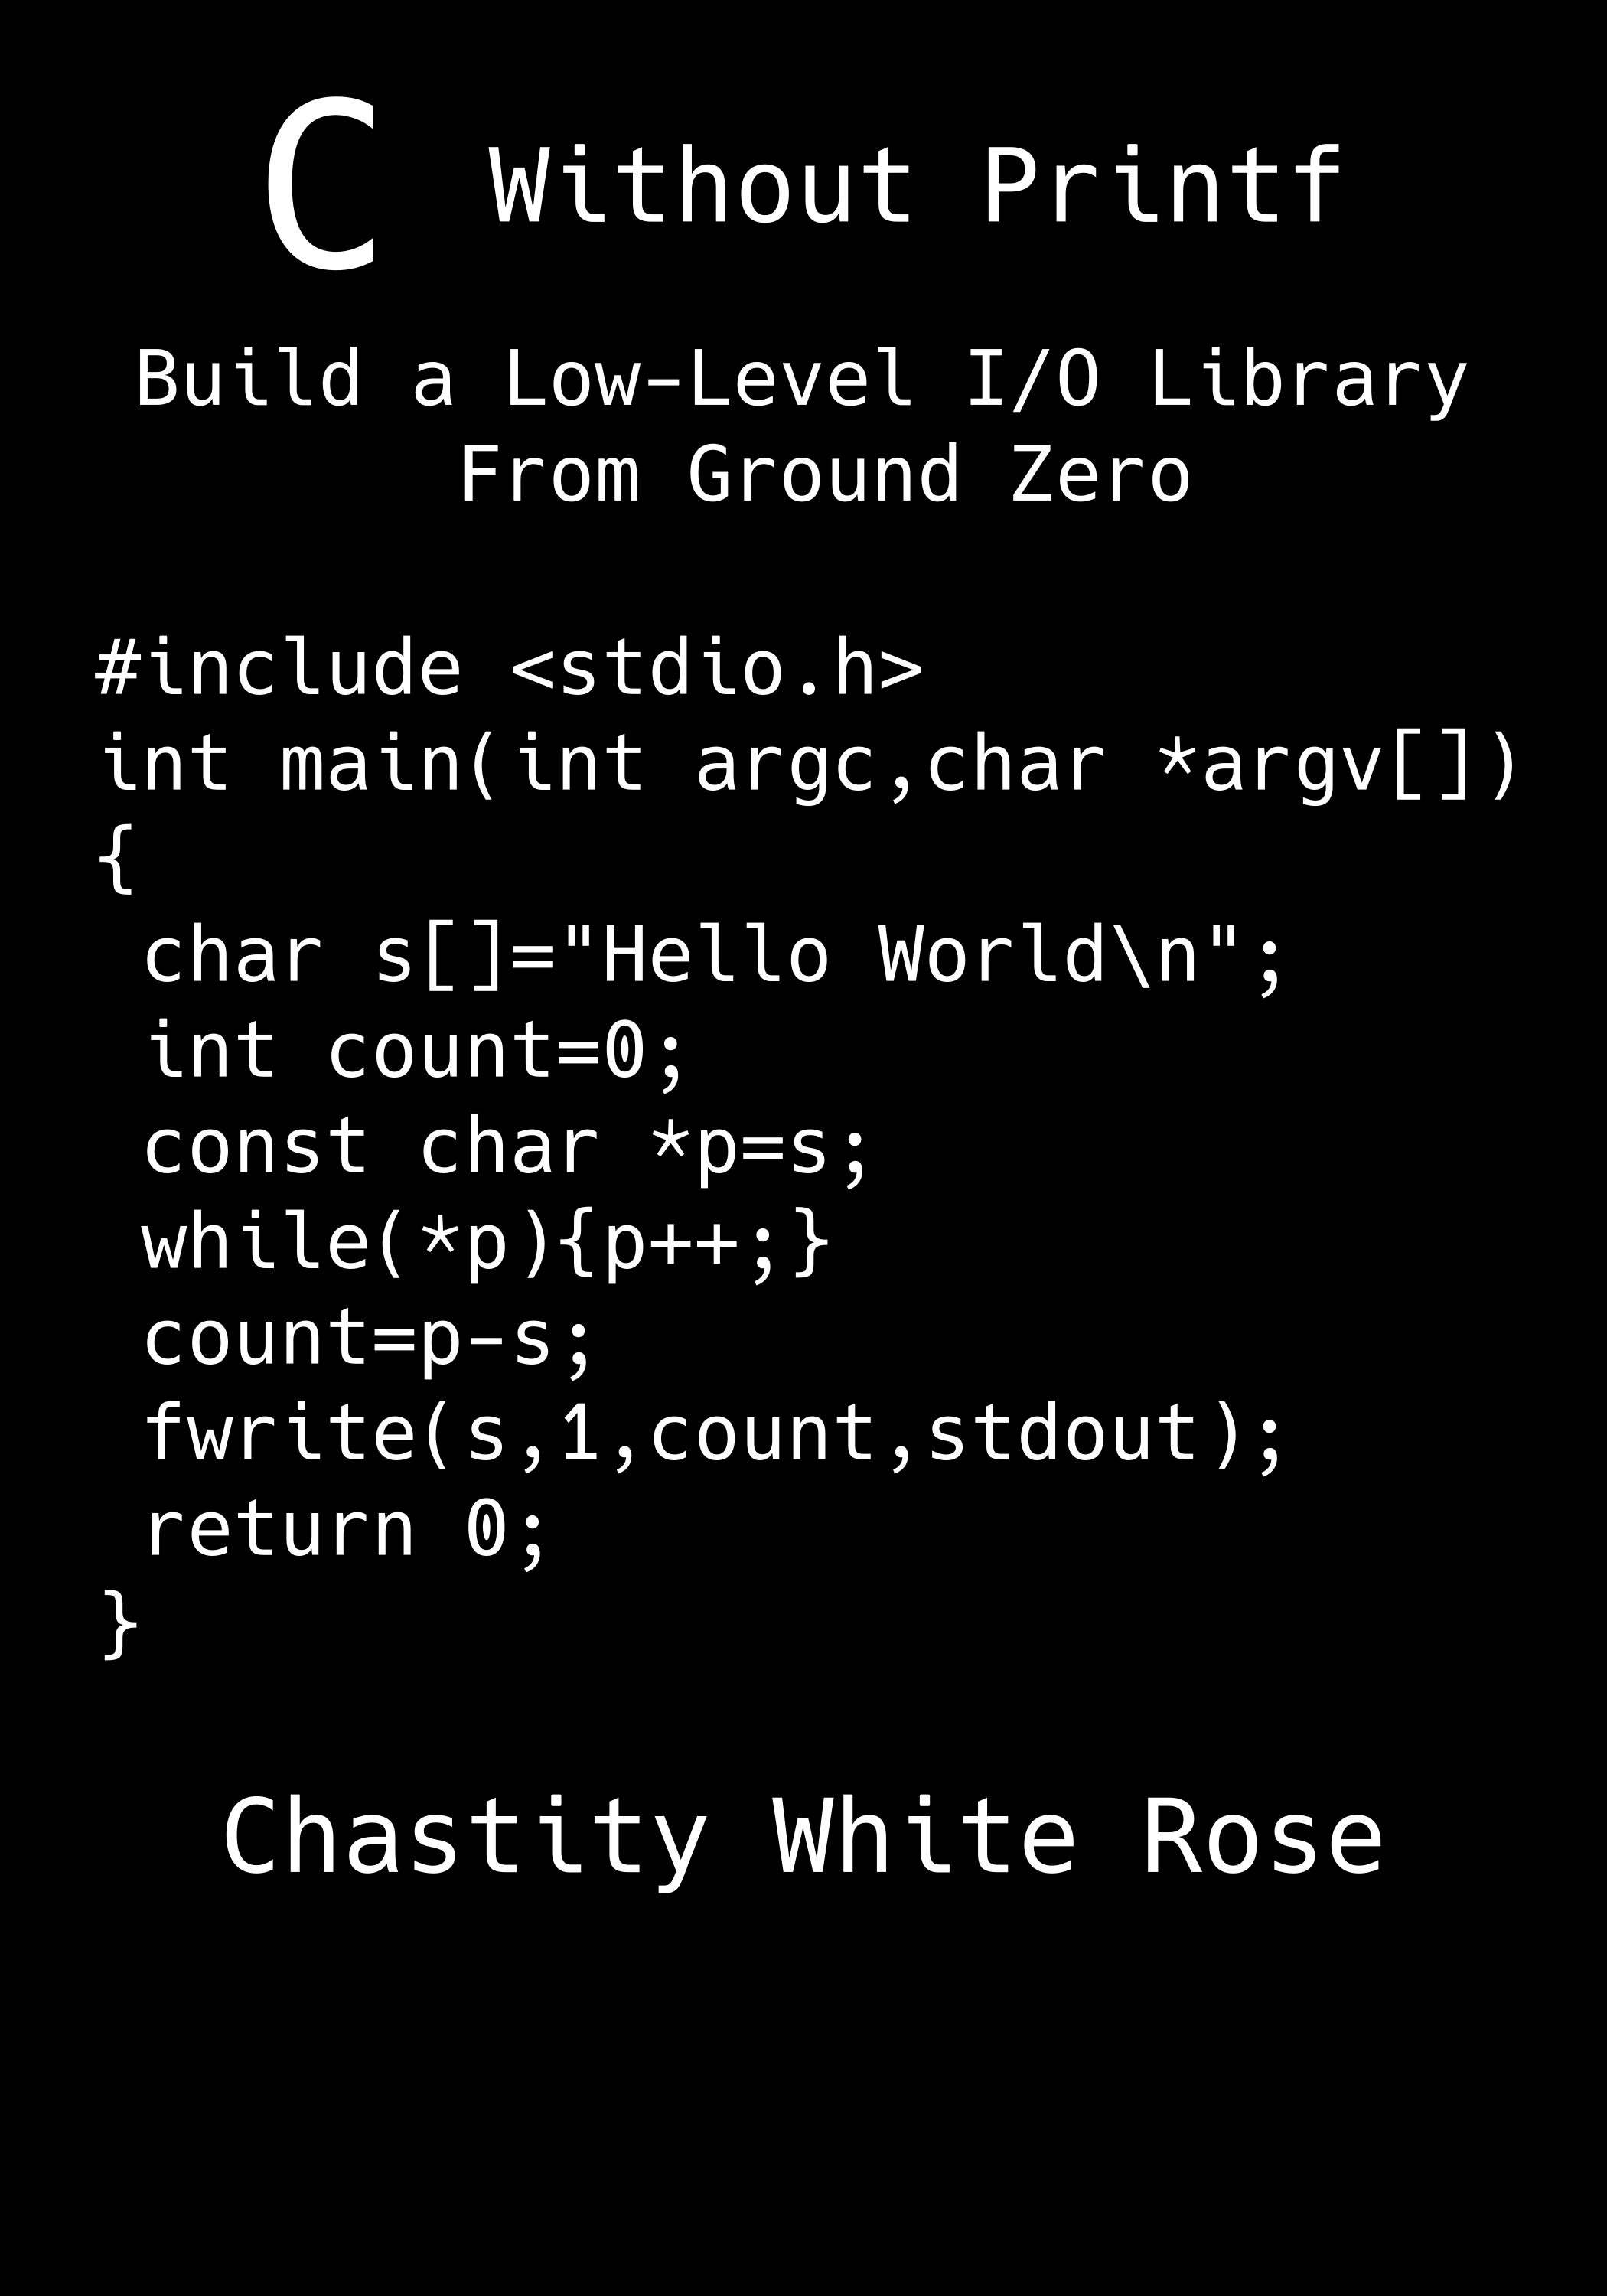 C Without Printf
Build a Low-Level I/O Library
From Ground Zero
#include <stdio.h>
int main(int argc,char *argv[])
{
 char s[]="Hello World\n";
 int count=0;
 const char *p=s;
 while(*p){p++;}
 count=p-s;
 fwrite(s,1,count,stdout);
 return 0;
}
Chastity White Rose